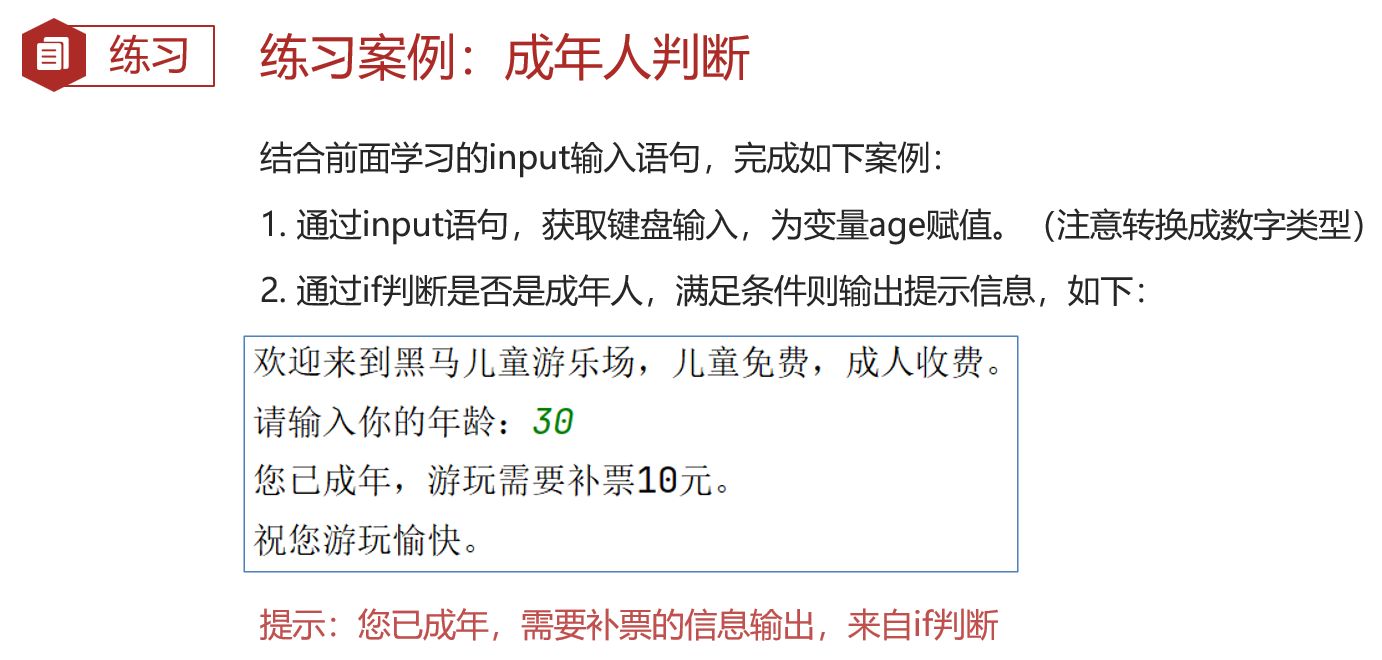 练习
练习案例：成年人判断
结合前面学习的input输入语句，完成如下案例：
1. 通过input语句，获取键盘输入，为变量age赋值。（注意转换成数字类型）
2. 通过if判断是否是成年人，满足条件则输出提示信息，如下：
欢迎来到黑马儿童游乐场，儿童免费，成人收费。
请输入你的年龄：30
您已成年，游玩需要补票10元。
祝您游玩愉快。
提示：您已成年，需要补票的信息输出，来自if判断